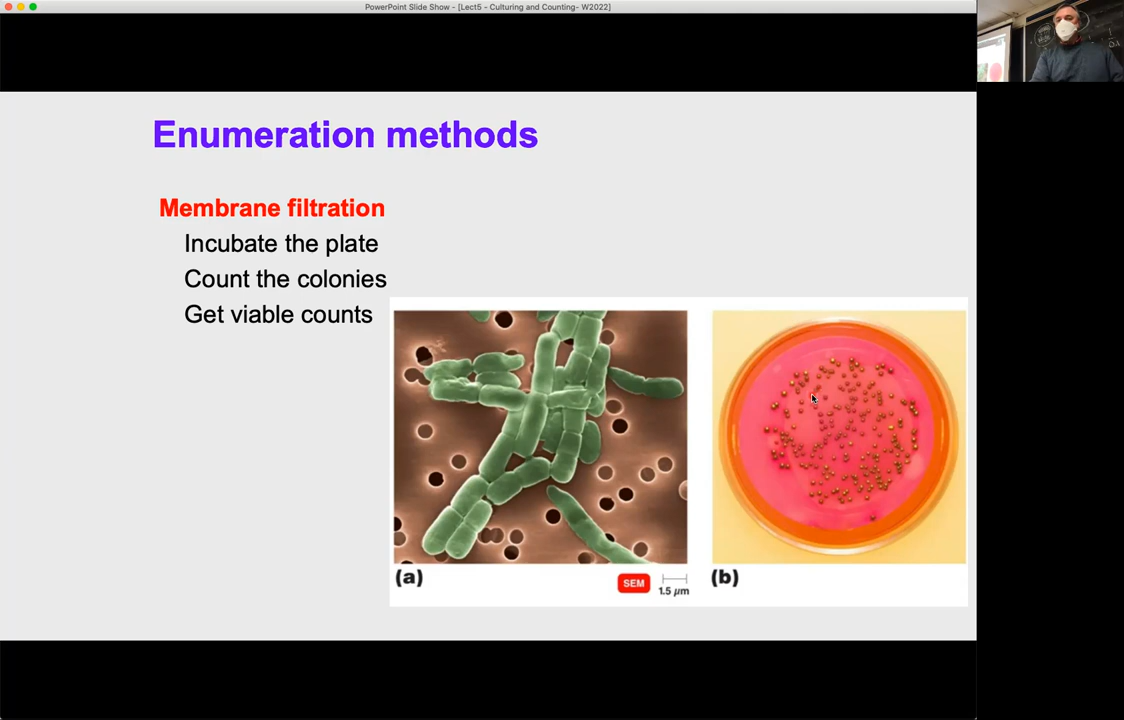 PowerPoint Slide Show - [Lect5 - Culturing and Counting- W2022]
Enumeration methods
Membrane filtration
Incubate the plate
Count the colonies
Get viable counts
(a)
SEM
1.5 µm
(b)